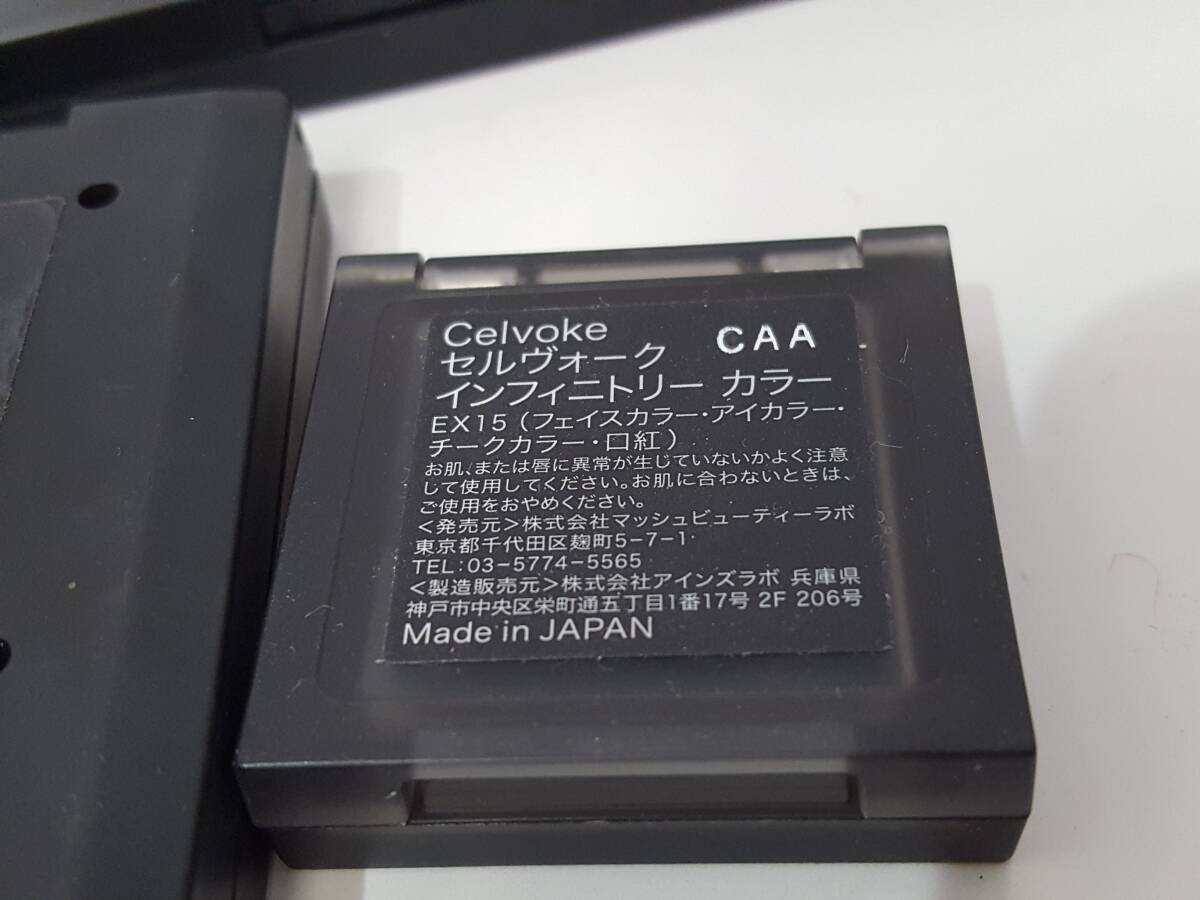 Celvoke CAA
セルヴォーク
インフィニトリー カラー
EX15（フェイスカラー・アイカラー・
チークカラー・口紅）
お肌、または唇に異常が生じていないかよく注意
して使用してください。お肌に合わないときは、
ご使用をおやめください。
＜発売元＞株式会社マッシュビューティーラボ
東京都千代田区麹町5-7-1
TEL:03-5774-5565
＜製造販売元＞株式会社アインズラボ 兵庫県
神戸市中央区栄町通五丁目1番17号 2F 206号
Made in JAPAN